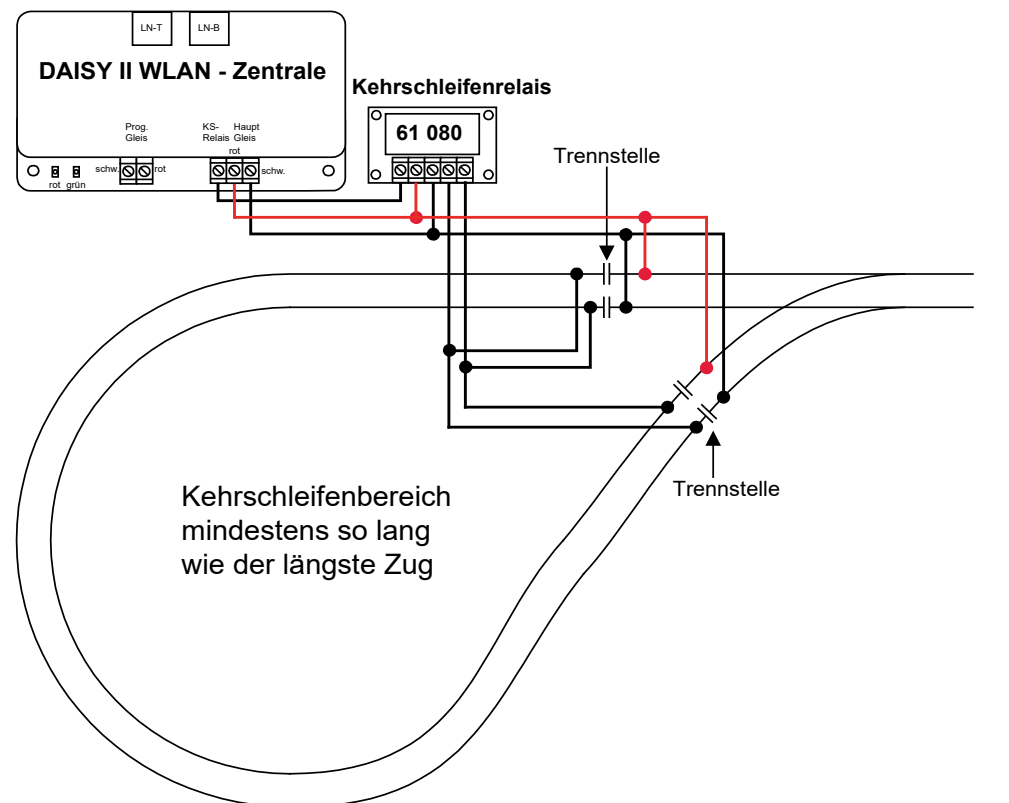 LN-T
LN-B
DAISY II WLAN - Zentrale
Kehrschleifenrelais
Prog.
Gleis
KS-
Relais
Haupt
Gleis
rot
61 080
schw.
rot
schw.
rot
grün
Trennstelle
Trennstelle
Kehrschleifenbereich
mindestens so lang
wie der längste Zug